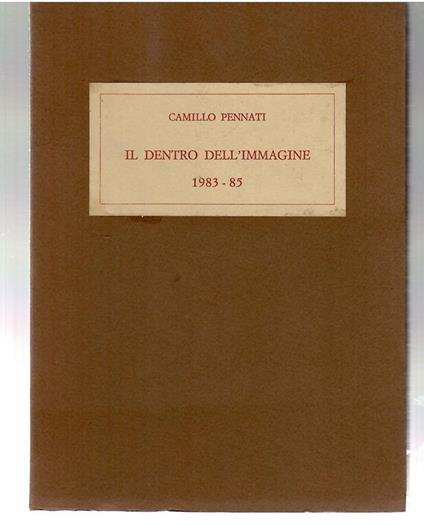 CAMILLO PENNATI
IL DENTRO DELL'IMMAGINE
1983 - 85